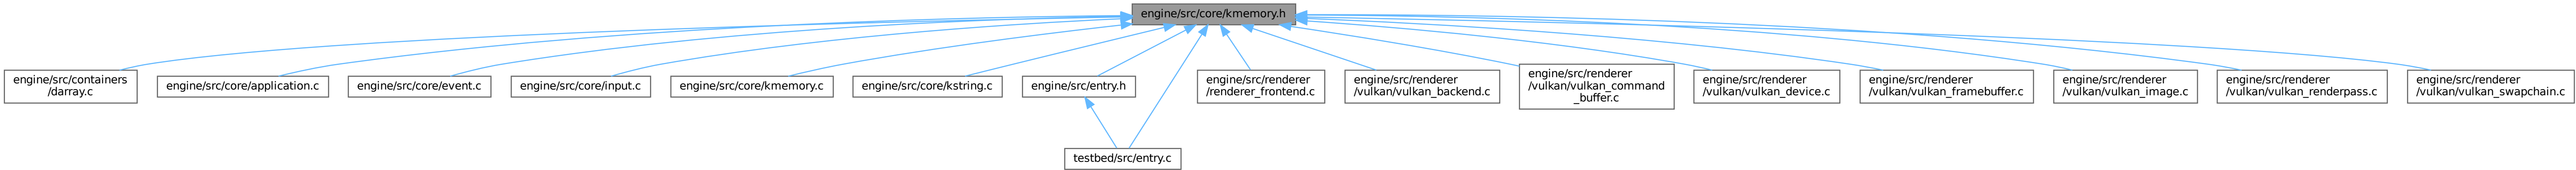 engine/src/core/kmemory.h
engine/src/containers
/darray.c
engine/src/core/application.c
engine/src/core/event.c
engine/src/core/input.c
engine/src/core/kmemory.c
engine/src/core/kstring.c
engine/src/entry.h
engine/src/renderer
/renderer_frontend.c
engine/src/renderer
/vulkan/vulkan_backend.c
engine/src/renderer
/vulkan/vulkan_command
_buffer.c
engine/src/renderer
/vulkan/vulkan_device.c
engine/src/renderer
/vulkan/vulkan_framebuffer.c
engine/src/renderer
/vulkan/vulkan_image.c
engine/src/renderer
/vulkan/vulkan_renderpass.c
engine/src/renderer
/vulkan/vulkan_swapchain.c
testbed/src/entry.c